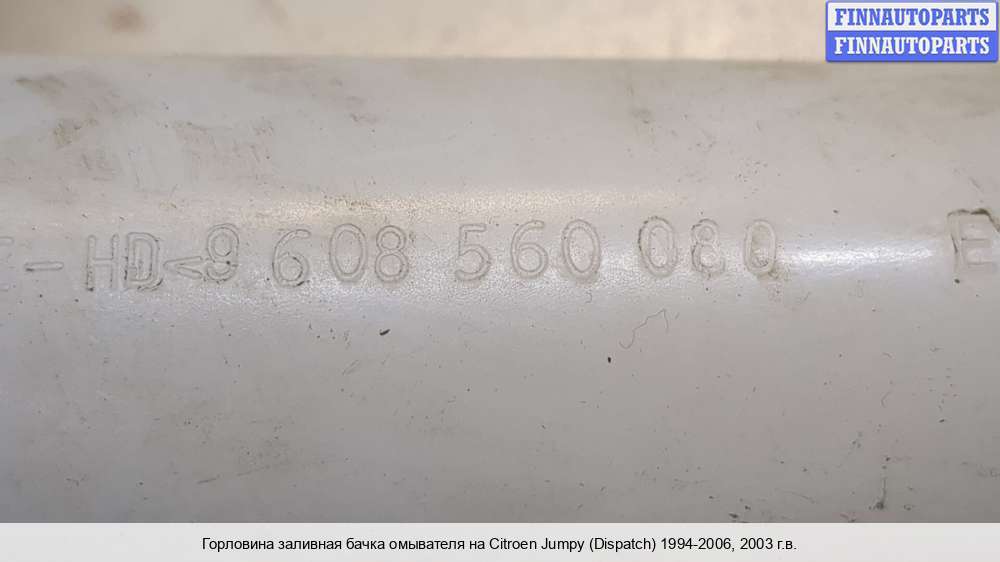 FINNAUTOPARTS
FINNAUTOPARTS
-HD< 9 608 560 080 E
Горловина заливная бачка омывателя на Citroen Jumpy (Dispatch) 1994-2006, 2003 г.в.